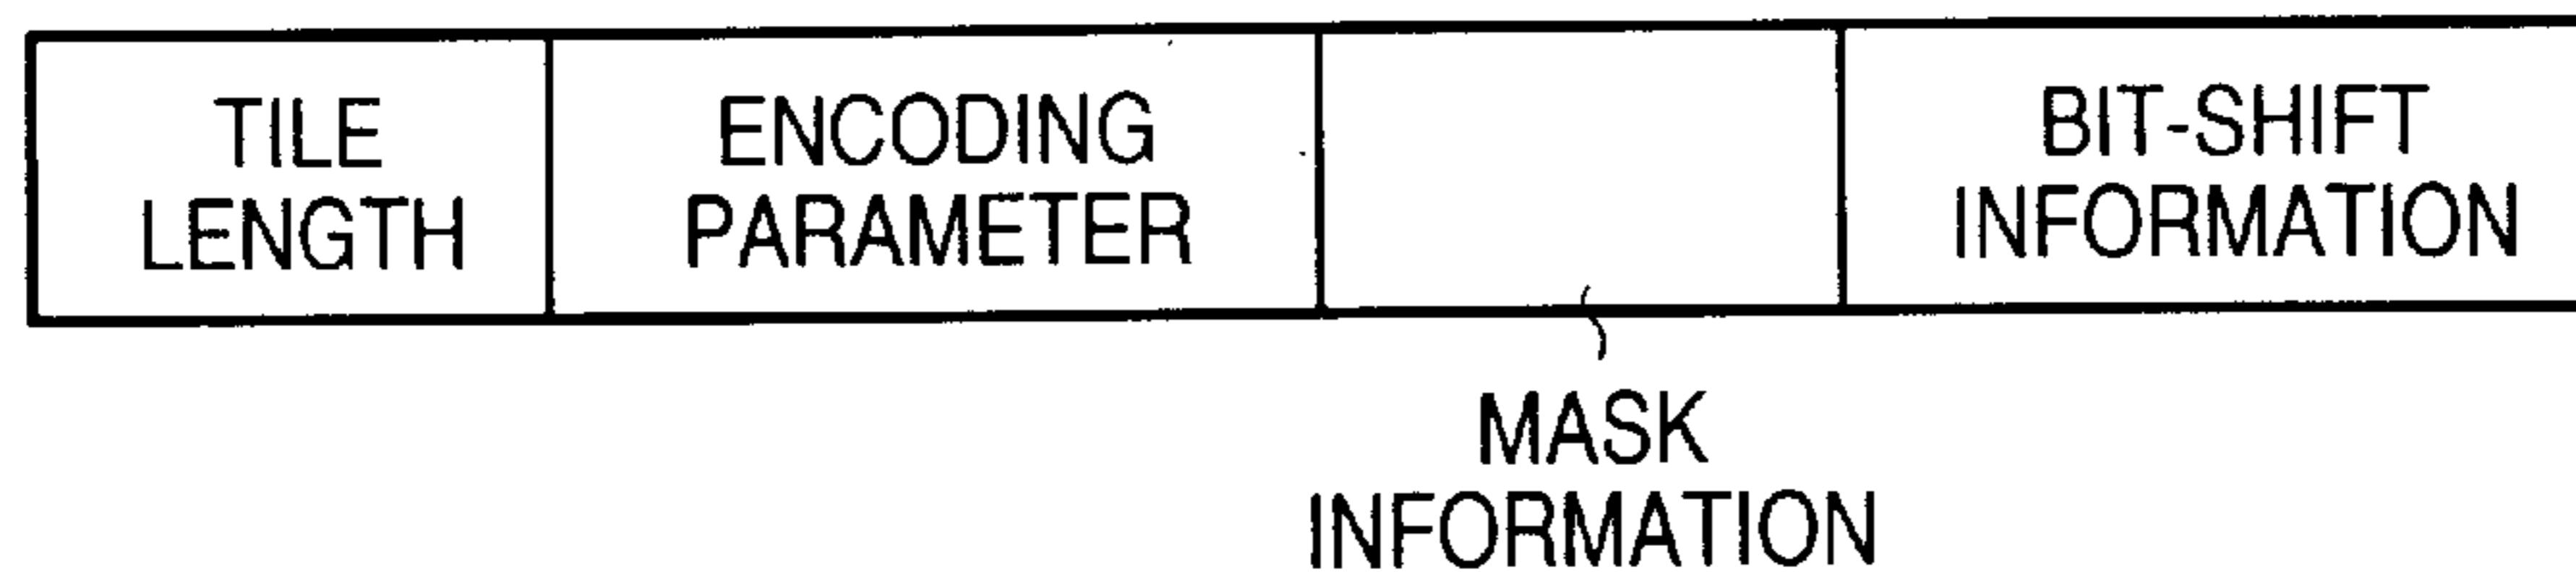 TILE
LENGTH
ENCODING
PARAMETER
BIT-SHIFT
INFORMATION
MASK
INFORMATION